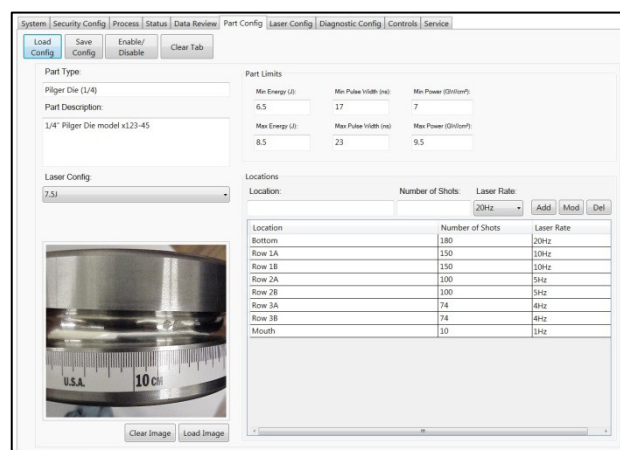 System Security Config Process Status Data Review Part Config Laser Config Diagnostic Config Controls Service
Load Config Save Config Enable/ Disable Clear Tab
Part Type:
Pilger Die (1/4)
Part Description:
1/4" Pilger Die model x123-45
Laser Config:
7.5J
U.S.A. 10 CM
Clear Image Load Image
Part Limits
Min Energy (J): Min Pulse Width (ns): Min Power (GW/cm²):
6.5 17 7
Max Energy (J): Max Pulse Width (ns) Max Power (GW/cm²):
8.5 23 9.5
Locations
Location: Number of Shots: Laser Rate:
20Hz Add Mod Del
Location Number of Shots Laser Rate
Bottom 180 20Hz
Row 1A 150 10Hz
Row 1B 150 10Hz
Row 2A 100 5Hz
Row 2B 100 5Hz
Row 3A 74 4Hz
Row 3B 74 4Hz
Mouth 10 1Hz